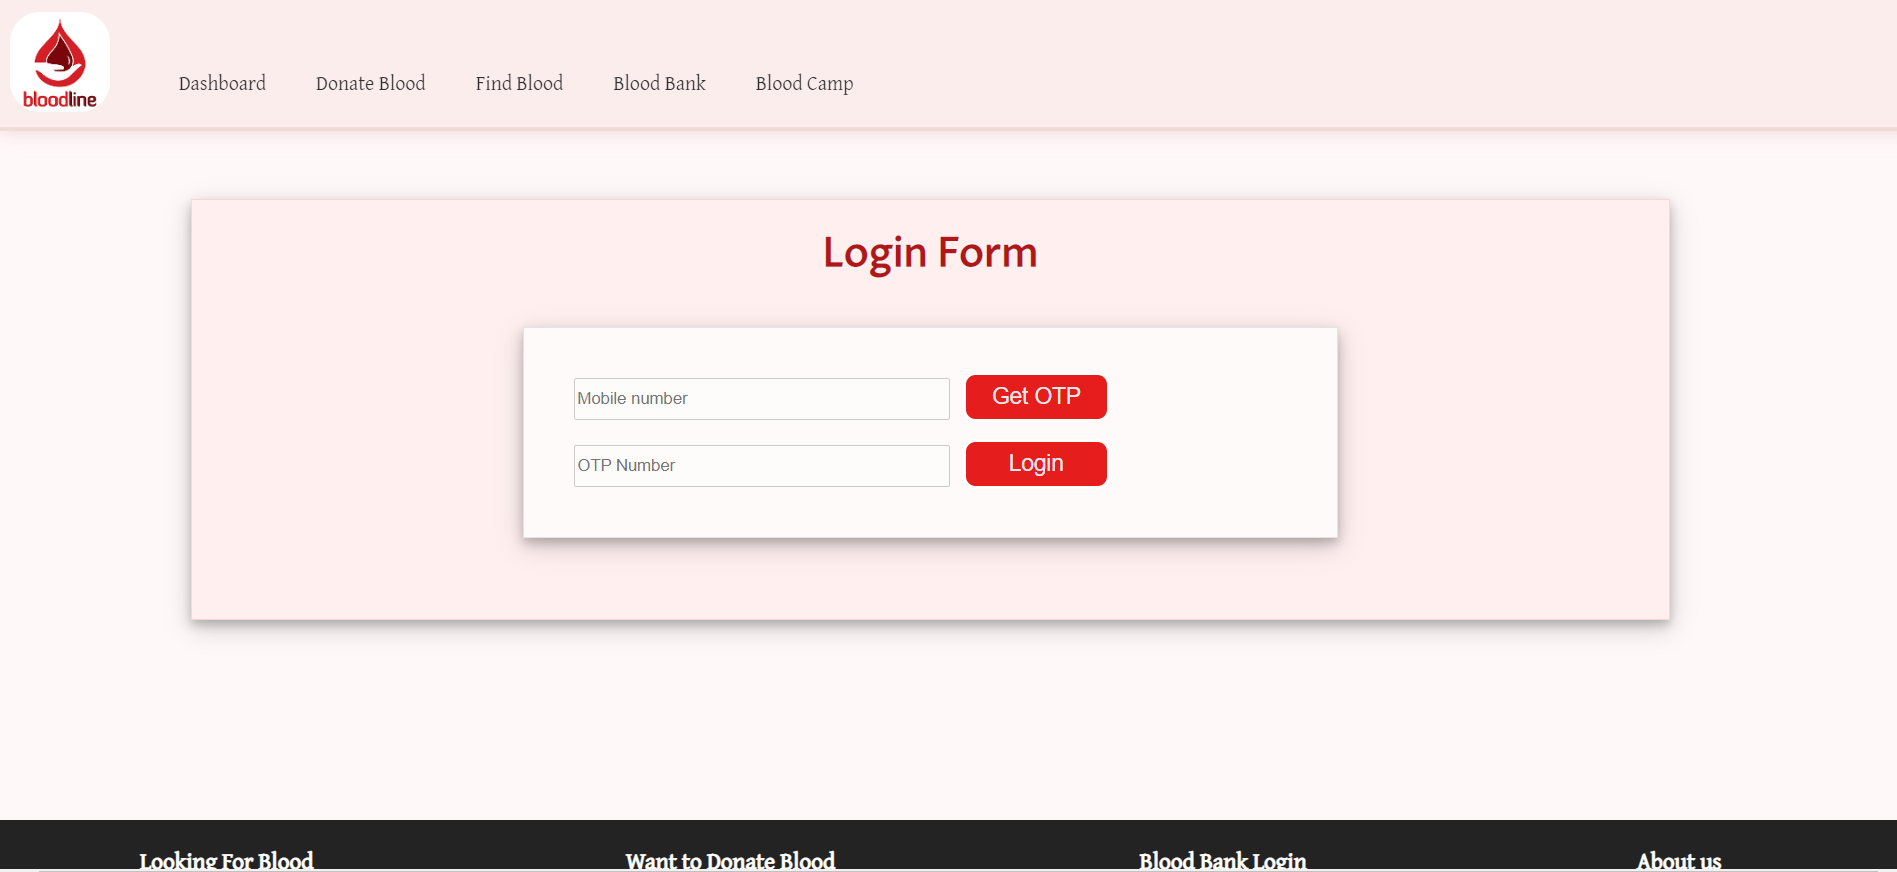 bloodline
Dashboard Donate Blood Find Blood Blood Bank Blood Camp
Login Form
Mobile number Get OTP
OTP Number Login
Looking For Blood Want to Donate Blood Blood Bank Login About us